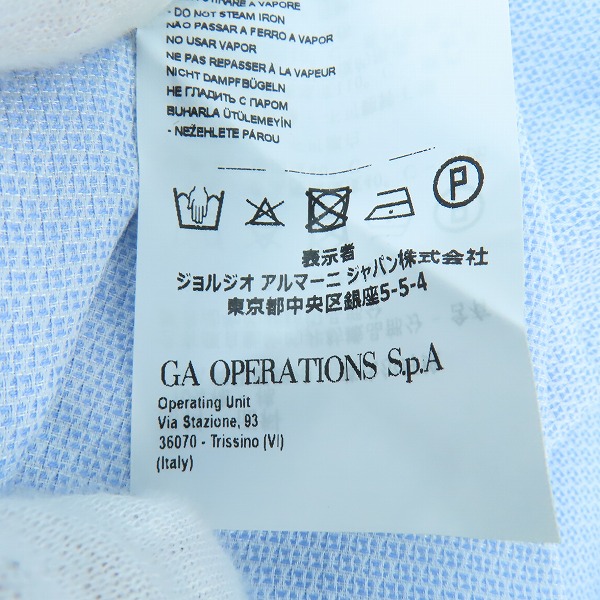 - DO NOT STEAM IRON
NÃO PASSAR A FERRO A VAPOR
NO USAR VAPOR
NE PAS REPASSER À LA VAPEUR
NICHT DAMPFBÜGELN
НЕ ГЛАДИТЬ С ПАРОМ
BUHARLA ÜTÜLEMEYİN
- NEŽEHLETE PÁROU
P
表示者
ジョルジオ アルマーニ ジャパン株式会社
東京都中央区銀座5-5-4
GA OPERATIONS S.p.A
Operating Unit
Via Stazione, 93
36070 - Trissino (VI)
(Italy)